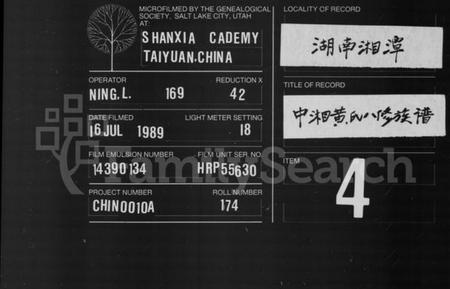 MICROFILMED BY THE GENEALOGICAL
SOCIETY, SALT LAKE CITY, UTAH
AT:
SHANXIA CADEMY
TAIYUAN.CHINA
OPERATOR REDUCTION X
NING.L. 169 42
DATE FILMED LIGHT METER SETTING
16 JUL 1989 18
FILM EMULSION NUMBER FILM UNIT SER. NO.
14390134 HRP55630
PROJECT NUMBER ROLL NUMBER
CHIN0010A 174
LOCALITY OF RECORD
湖南湘潭
TITLE OF RECORD
中湘黄氏八修族谱
ITEM
4
FamilySearch